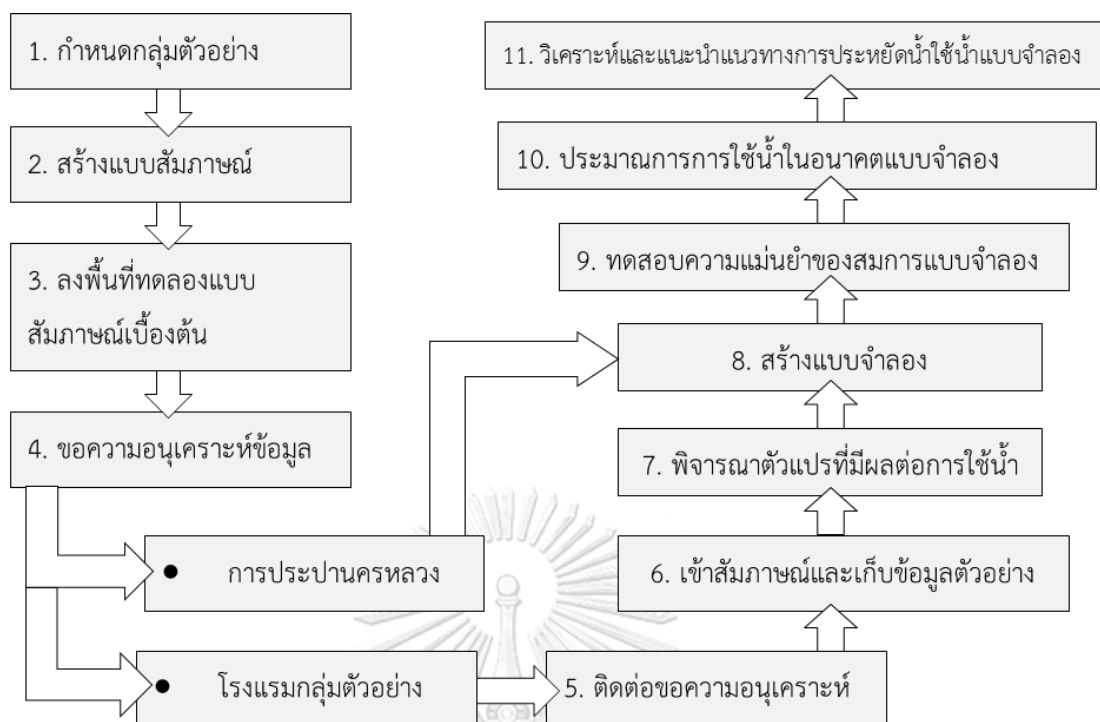 1. กำหนดกลุ่มตัวอย่าง
2. สร้างแบบสัมภาษณ์
3. ลงพื้นที่ทดลองแบบ
สัมภาษณ์เบื้องต้น
4. ขอความอนุเคราะห์ข้อมูล
● การประปานครหลวง
● โรงแรมกลุ่มตัวอย่าง
5. ติดต่อขอความอนุเคราะห์
6. เข้าสัมภาษณ์และเก็บข้อมูลตัวอย่าง
7. พิจารณาตัวแปรที่มีผลต่อการใช้น้ำ
8. สร้างแบบจำลอง
9. ทดสอบความแม่นยำของสมการแบบจำลอง
10. ประมาณการการใช้น้ำในอนาคตแบบจำลอง
11. วิเคราะห์และแนะนำแนวทางการประหยัดน้ำใช้น้ำแบบจำลอง